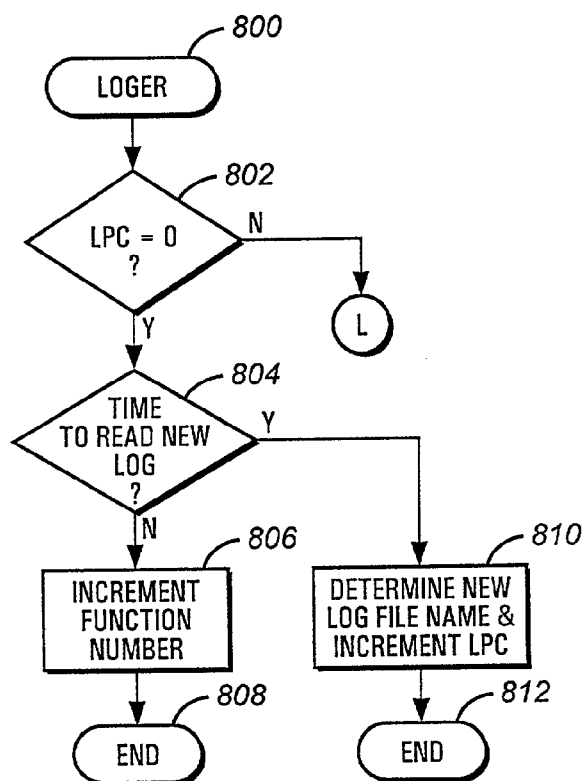 800
LOGER
802
LPC = 0
?
N
L
Y
804
TIME
TO READ NEW
LOG
?
Y
N
806
INCREMENT
FUNCTION
NUMBER
810
DETERMINE NEW
LOG FILE NAME &
INCREMENT LPC
808
END
812
END